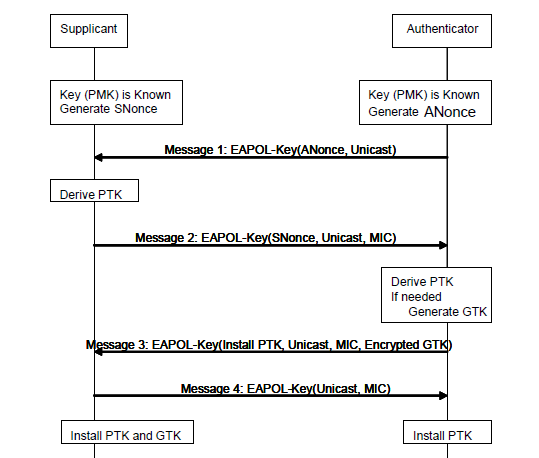 Supplicant
Authenticator
Key (PMK) is Known
Generate SNonce
Key (PMK) is Known
Generate ANonce
Message 1: EAPOL-Key(ANonce, Unicast)
Derive PTK
Message 2: EAPOL-Key(SNonce, Unicast, MIC)
Derive PTK
If needed
Generate GTK
Message 3: EAPOL-Key(Install PTK, Unicast, MIC, Encrypted GTK)
Message 4: EAPOL-Key(Unicast, MIC)
Install PTK and GTK
Install PTK